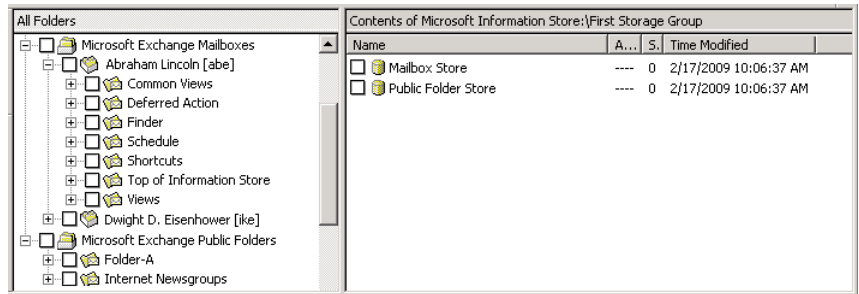 All Folders
Microsoft Exchange Mailboxes
Abraham Lincoln [abe]
Common Views
Deferred Action
Finder
Schedule
Shortcuts
Top of Information Store
Views
Dwight D. Eisenhower [ike]
Microsoft Exchange Public Folders
Folder-A
Internet Newsgroups
Contents of Microsoft Information Store:\First Storage Group
Name A... S. Time Modified
Mailbox Store ---- 0 2/17/2009 10:06:37 AM
Public Folder Store ---- 0 2/17/2009 10:06:37 AM